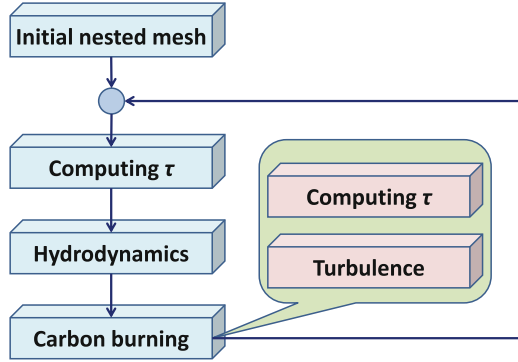 Initial nested mesh
Computing τ
Hydrodynamics
Carbon burning
Computing τ
Turbulence